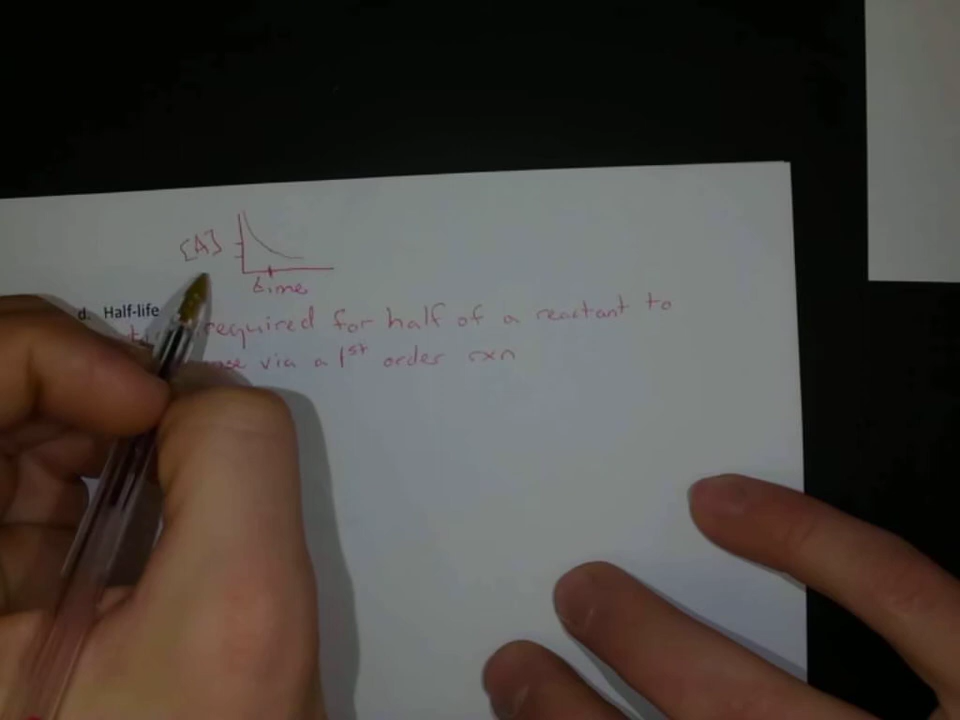 [A]
time
d. Half-life
required for half of a reactant to
via a 1st order rxn